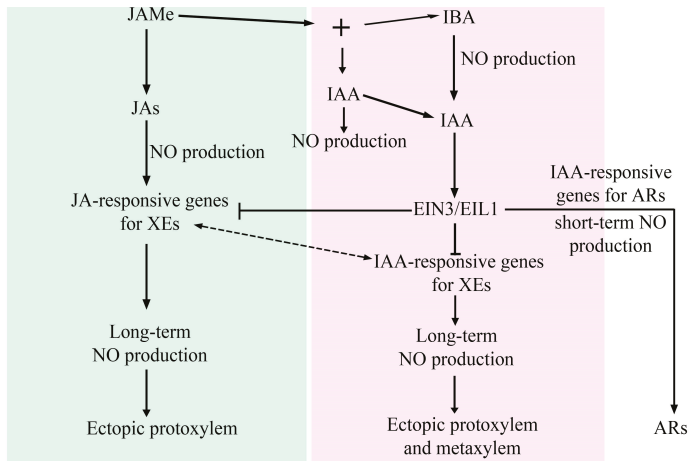 JAMe
+
IBA
NO production
IAA
JAs
IAA
NO production
NO production
IAA-responsive
genes for ARs
JA-responsive genes
for XEs
EIN3/EIL1
short-term NO
production
IAA-responsive genes
for XEs
Long-term
NO production
Long-term
NO production
Ectopic protoxylem
Ectopic protoxylem
and metaxylem
ARs